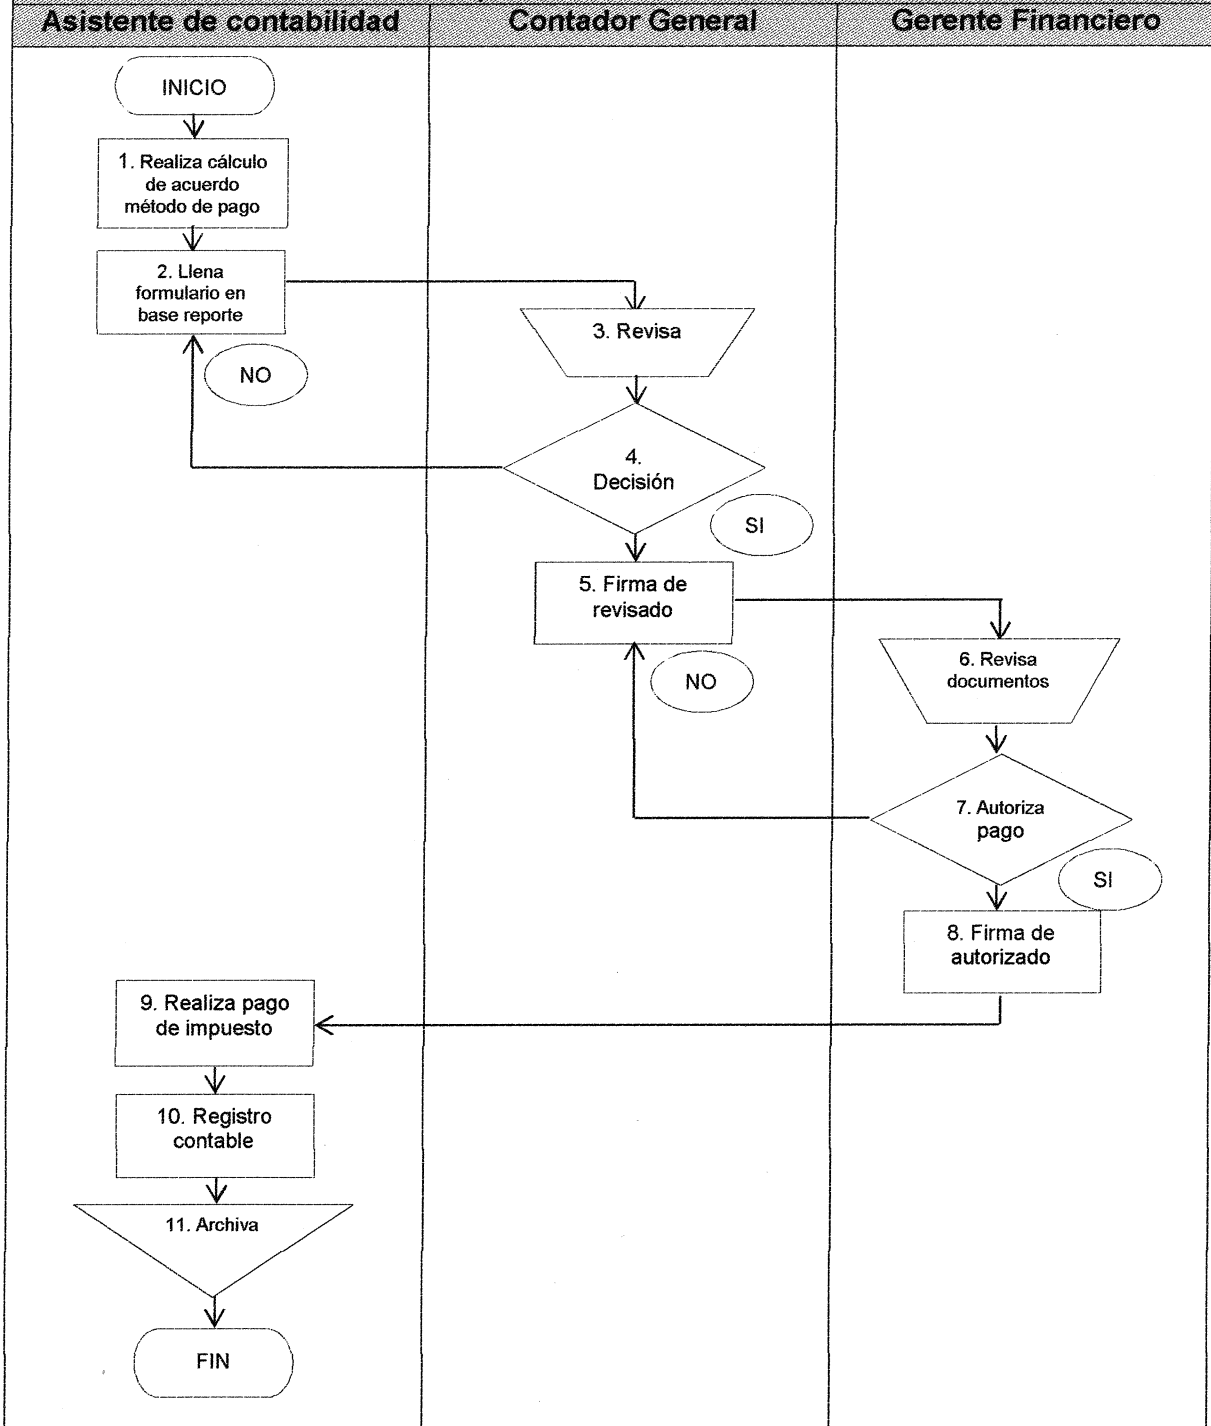 Asistente de contabilidad
Contador General
Gerente Financiero
INICIO
1. Realiza cálculo
de acuerdo
método de pago
2. Llena
formulario en
base reporte
3. Revisa
NO
4.
Decisión
SI
5. Firma de
revisado
6. Revisa
documentos
NO
7. Autoriza
pago
SI
8. Firma de
autorizado
9. Realiza pago
de impuesto
10. Registro
contable
11. Archiva
FIN